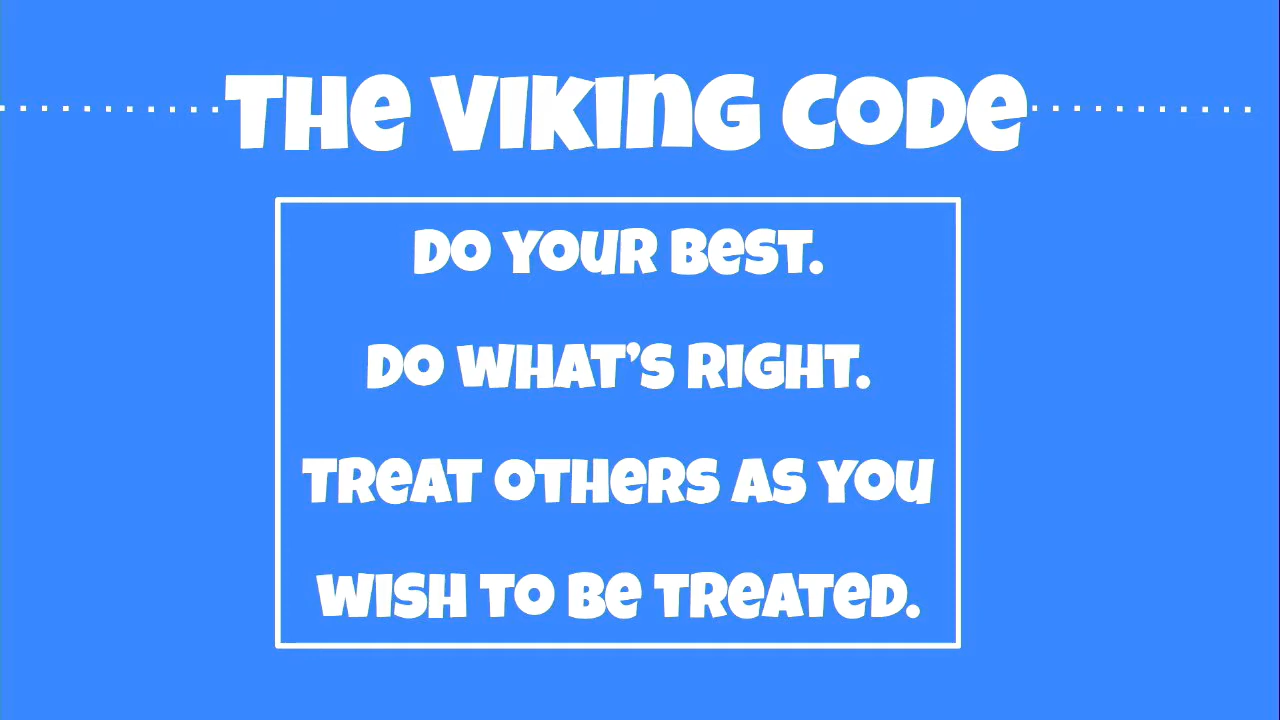 THE VIKING CODE
DO YOUR BEST.
DO WHAT'S RIGHT.
TREAT OTHERS AS YOU
WISH TO BE TREATED.